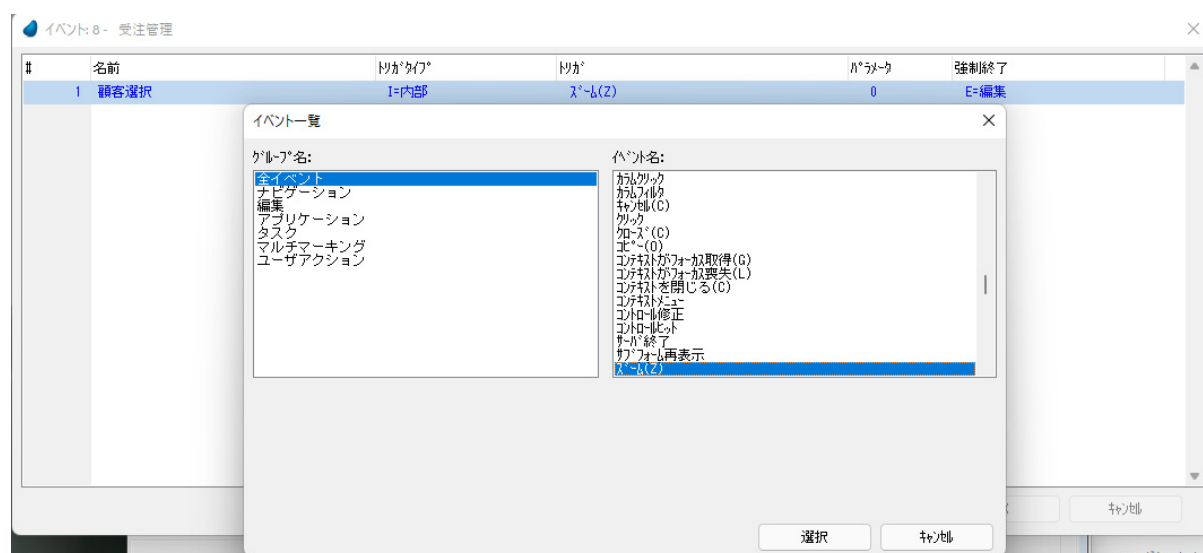 イベント: 8 - 受注管理
# 名前 ﾄﾘｶﾞﾀｲﾌﾟ ﾄﾘｶﾞ ﾊﾟﾗﾒｰﾀ 強制終了
1 顧客選択 I=内部 ｽﾞｰﾑ(Z) 0 E=編集
イベント一覧
ｸﾞﾙｰﾌﾟ名:
全イベント
ナビゲーション
編集
アプリケーション
タスク
マルチマーキング
ユーザアクション
ｲﾍﾞﾝﾄ名:
ｶﾗﾑｸﾘｯｸ
ｶﾗﾑﾌｨﾙﾀ
ｷｬﾝｾﾙ(C)
ｸﾘｯｸ
ｸﾛｰｽﾞ(C)
ｺﾋﾟｰ(O)
ｺﾝﾃｷｽﾄがﾌｫｰｶｽ取得(G)
ｺﾝﾃｷｽﾄがﾌｫｰｶｽ喪失(L)
ｺﾝﾃｷｽﾄを閉じる(C)
ｺﾝﾃｷｽﾄﾒﾆｭｰ
ｺﾝﾄﾛｰﾙ修正
ｺﾝﾄﾛｰﾙﾋｯﾄ
ｻｰﾊﾞ終了
ｻﾌﾞﾌｫｰﾑ再表示
ｽﾞｰﾑ(Z)
選択 ｷｬﾝｾﾙ
ｷｬﾝｾﾙ